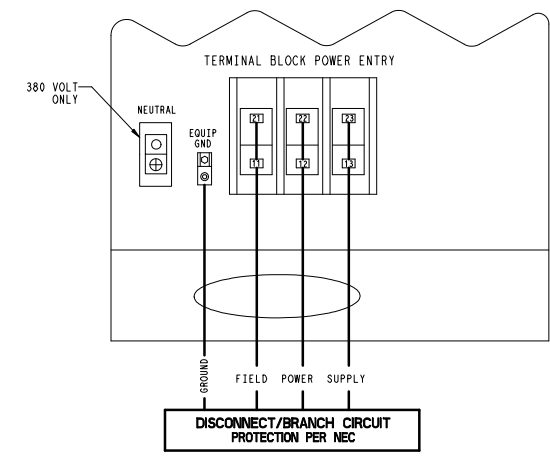 TERMINAL BLOCK POWER ENTRY
380 VOLT
ONLY
NEUTRAL
EQUIP
GND
21 22 23
11 12 13
GROUND
FIELD POWER SUPPLY
DISCONNECT/BRANCH CIRCUIT
PROTECTION PER NEC